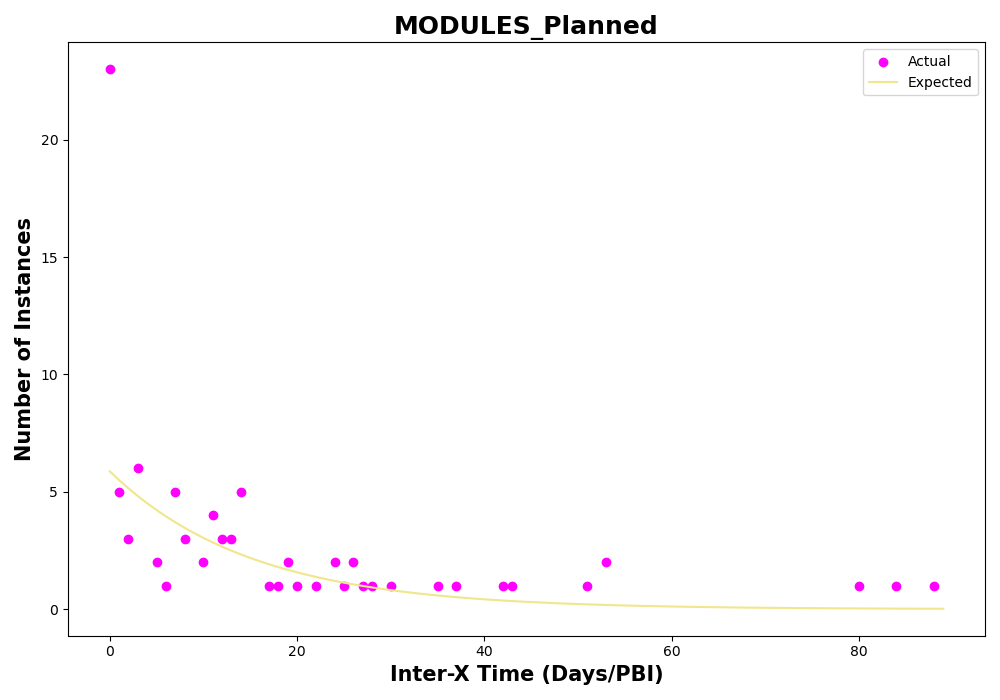 MODULES_Planned
Actual
Expected
Number of Instances
20
15
10
5
0
0
20
40
60
80
Inter-X Time (Days/PBI)